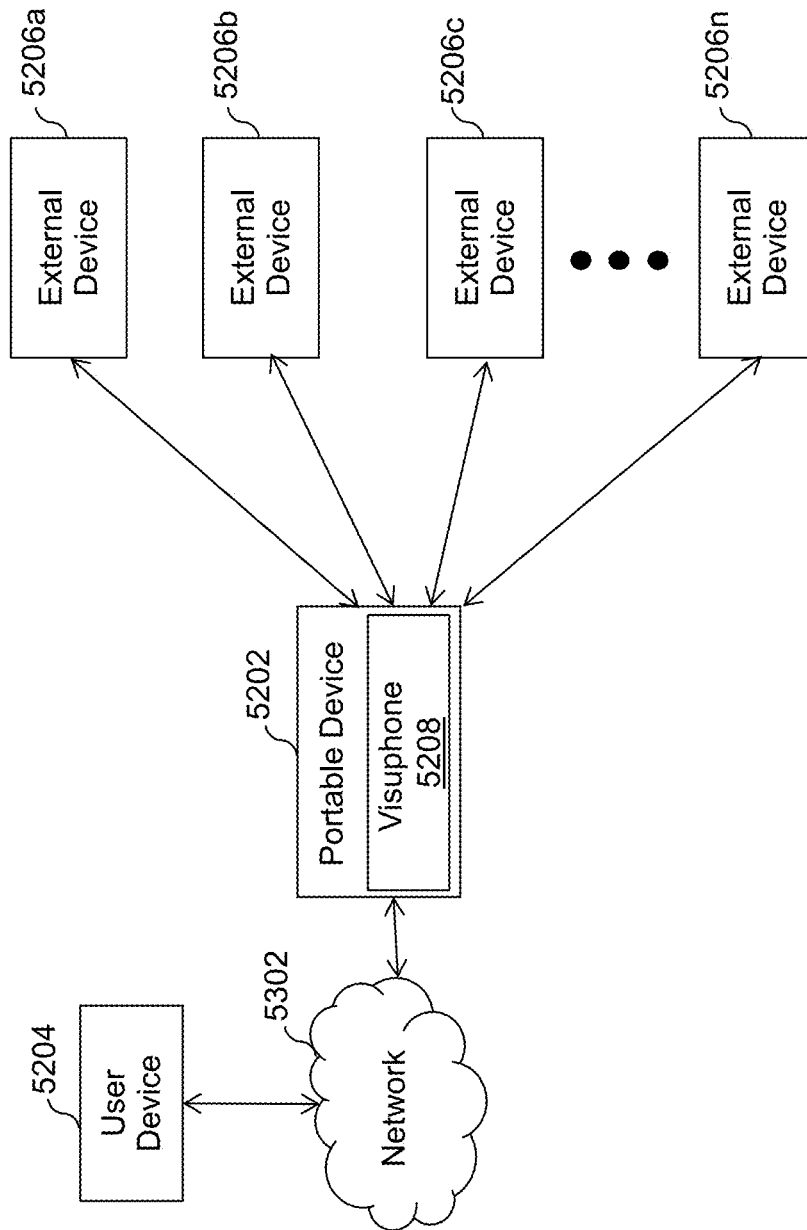 5204
User
Device
5302
Network
5202
Portable Device
Visuphone
5208
5206a
External
Device
5206b
External
Device
5206c
External
Device
5206n
External
Device